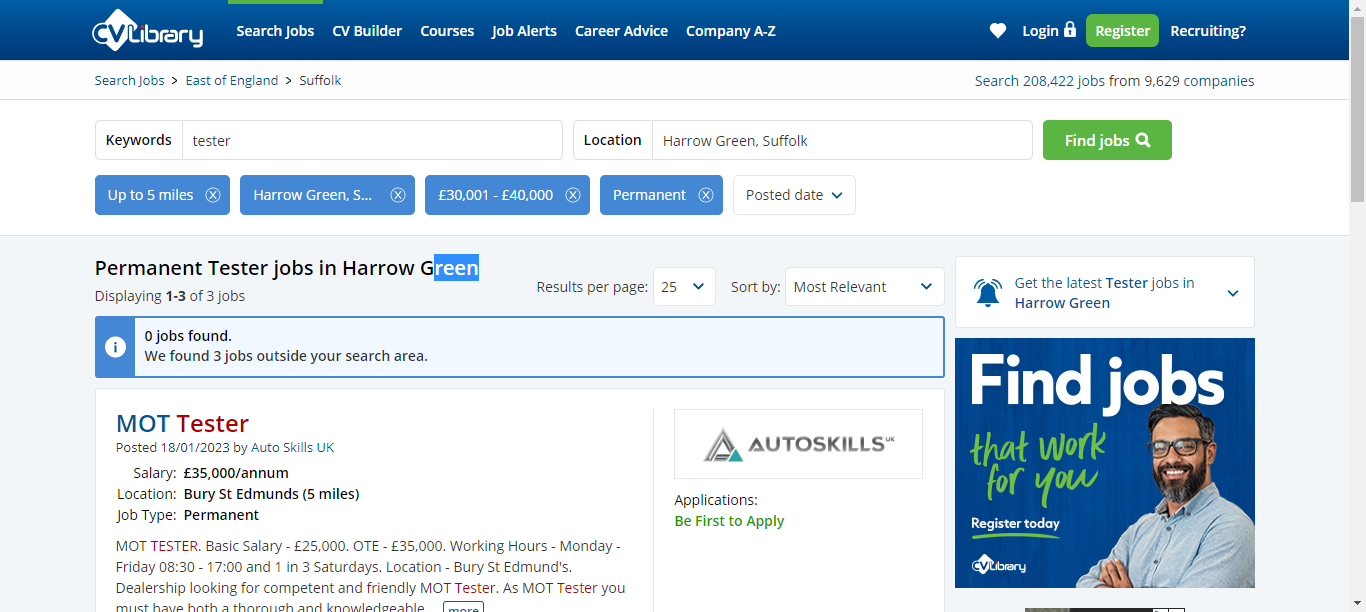 CVLibrary
Search Jobs CV Builder Courses Job Alerts Career Advice Company A-Z
Login Register Recruiting?
Search Jobs > East of England > Suffolk
Search 208,422 jobs from 9,629 companies
Keywords tester
Location Harrow Green, Suffolk
Find jobs
Up to 5 miles
Harrow Green, S...
£30,001 - £40,000
Permanent
Posted date
Permanent Tester jobs in Harrow Green
Displaying 1-3 of 3 jobs
Results per page: 25
Sort by: Most Relevant
0 jobs found.
We found 3 jobs outside your search area.
MOT Tester
Posted 18/01/2023 by Auto Skills UK
Salary: £35,000/annum
Location: Bury St Edmunds (5 miles)
Job Type: Permanent
MOT TESTER. Basic Salary - £25,000. OTE - £35,000. Working Hours - Monday -
Friday 08:30 - 17:00 and 1 in 3 Saturdays. Location - Bury St Edmund's.
Dealership looking for competent and friendly MOT Tester. As MOT Tester you
must have both a thorough and knowledgeable... more
AUTOSKILLS UK
Applications:
Be First to Apply
Get the latest Tester jobs in
Harrow Green
Find jobs
that work
for you
Register today
CVLibrary